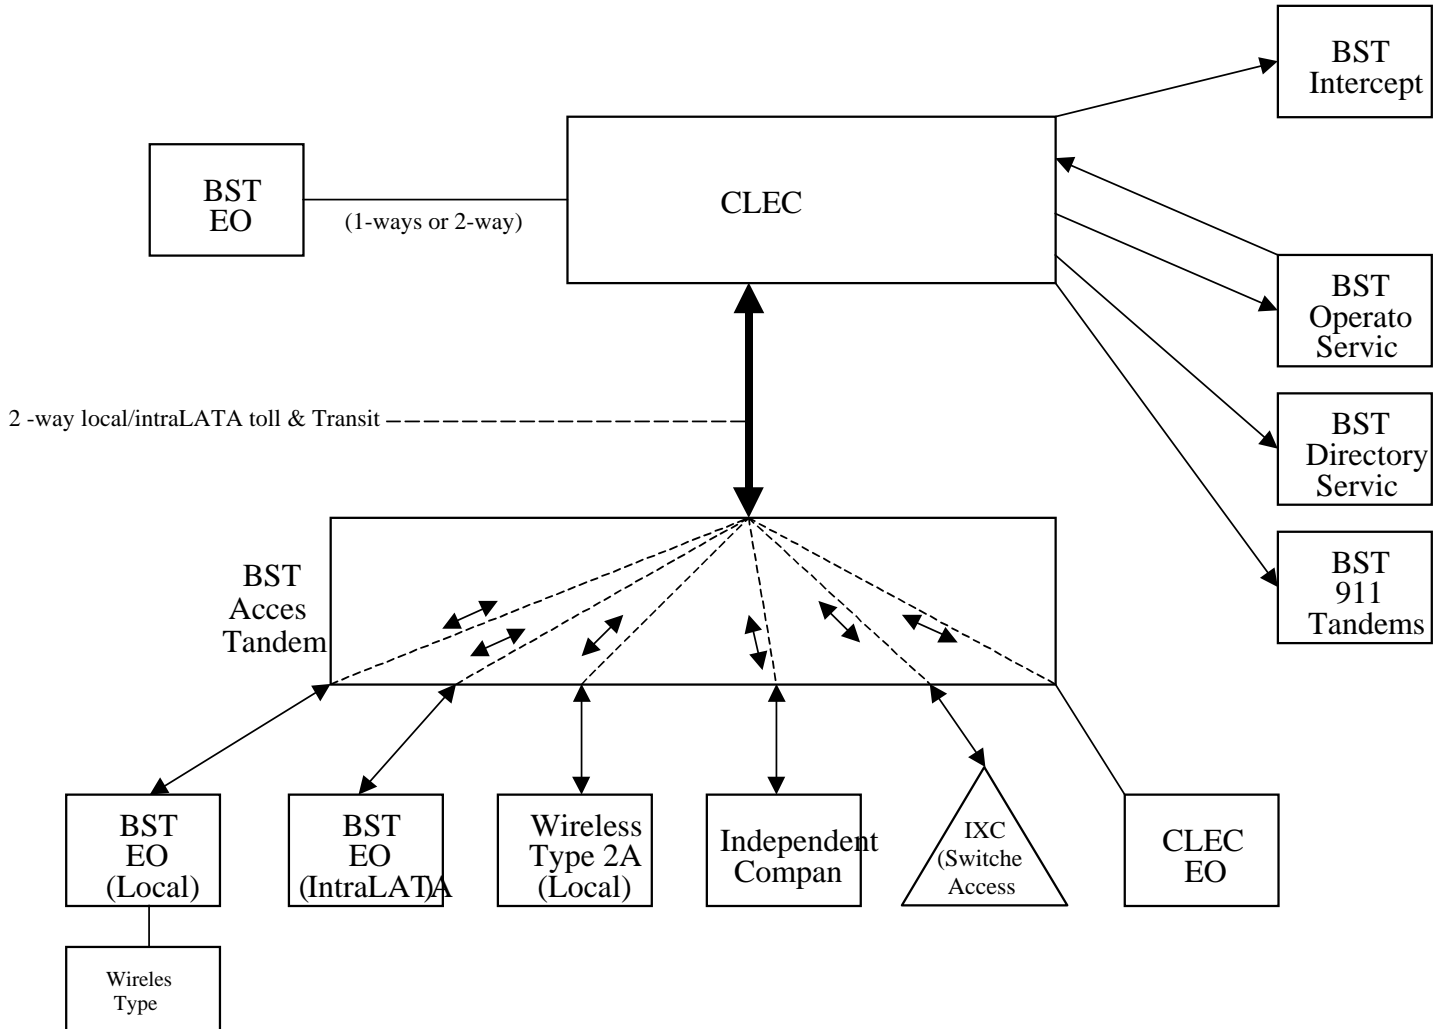 BST
Intercept
BST
EO
(1-ways or 2-way)
CLEC
BST
Operato
Servic
2 -way local/intraLATA toll & Transit
BST
Directory
Servic
BST
911
Tandems
BST
Acces
Tandem
BST
EO
(Local)
BST
EO
(IntraLATA)
Wireless
Type 2A
(Local)
Independent
Compan
IXC
(Switche
Access
CLEC
EO
Wireles
Type